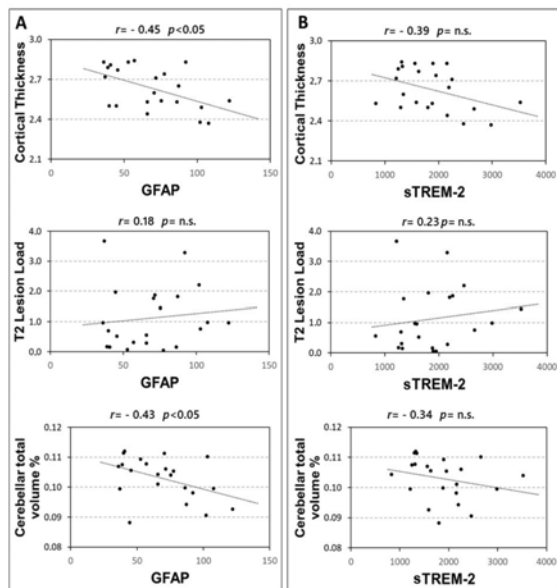 A
r= - 0.45 p<0.05
Cortical Thickness
3.0
2.7
2.4
2.1
0 50 100 150
GFAP
r= 0.18 p= n.s.
T2 Lesion Load
4.0
3.0
2.0
1.0
0.0
0 50 100 150
GFAP
r= - 0.43 p<0.05
Cerebellar total
volume %
0.12
0.11
0.10
0.09
0.08
0 50 100 150
GFAP
B
r= - 0.39 p= n.s.
Cortical Thickness
3.0
2.7
2.4
2.1
0 1000 2000 3000 4000
sTREM-2
r= 0.23 p= n.s.
T2 Lesion Load
4.0
3.0
2.0
1.0
0.0
0 1000 2000 3000 4000
sTREM-2
r= - 0.34 p= n.s.
Cerebellar total
volume %
0.12
0.11
0.10
0.09
0.08
0 1000 2000 3000 4000
sTREM-2